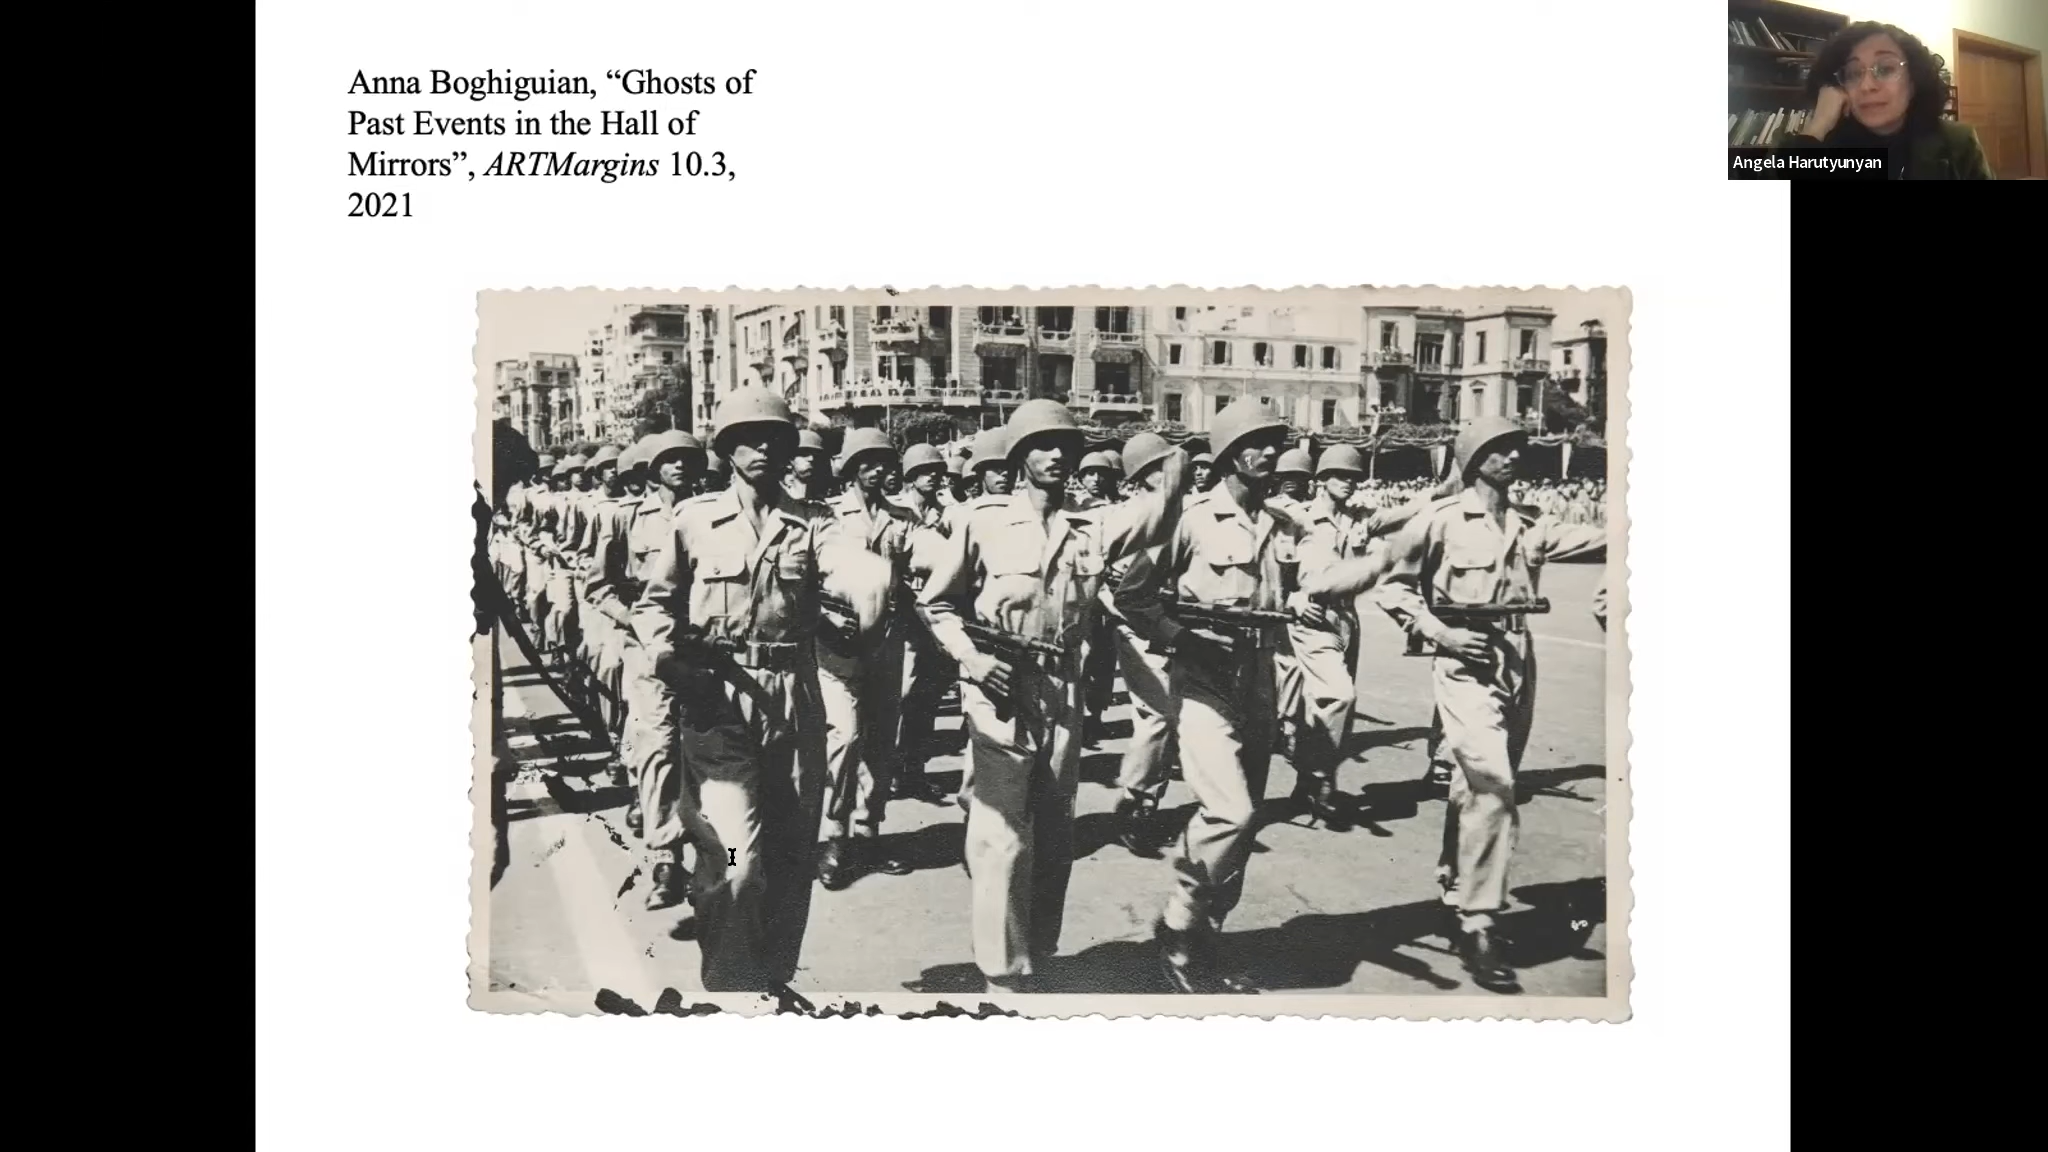 Anna Boghiguian, “Ghosts of
Past Events in the Hall of
Mirrors”, ARTMargins 10.3,
2021
Angela Harutyunyan